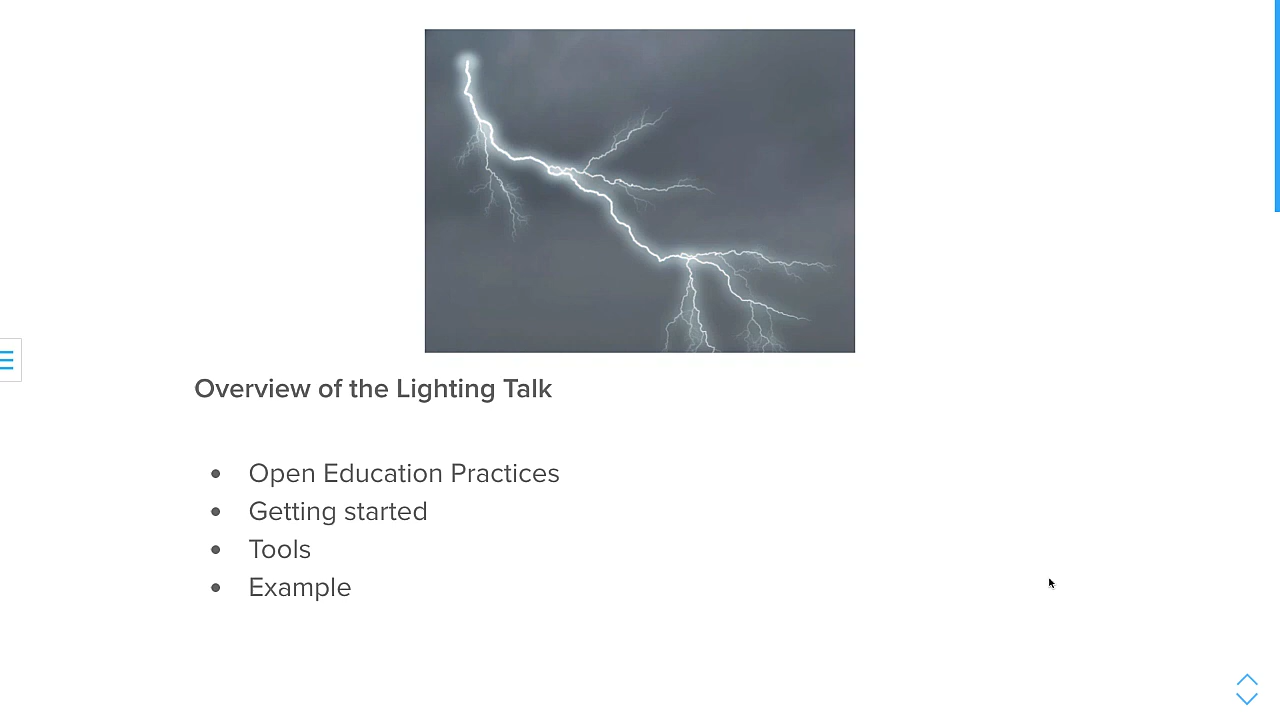 Overview of the Lighting Talk
Open Education Practices
Getting started
Tools
Example